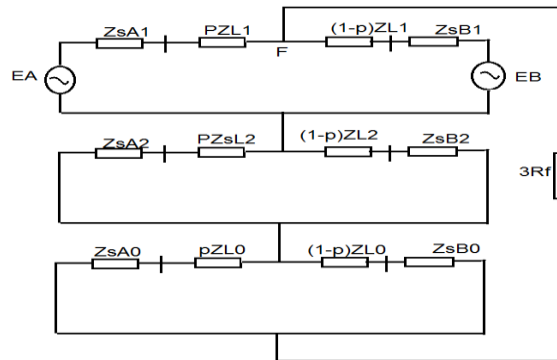 ZsA1 PZL1 (1-p)ZL1 ZsB1
F
EA EB
ZsA2 PZsL2 (1-p)ZL2 ZsB2
3Rf
ZsA0 pZL0 (1-p)ZL0 ZsB0